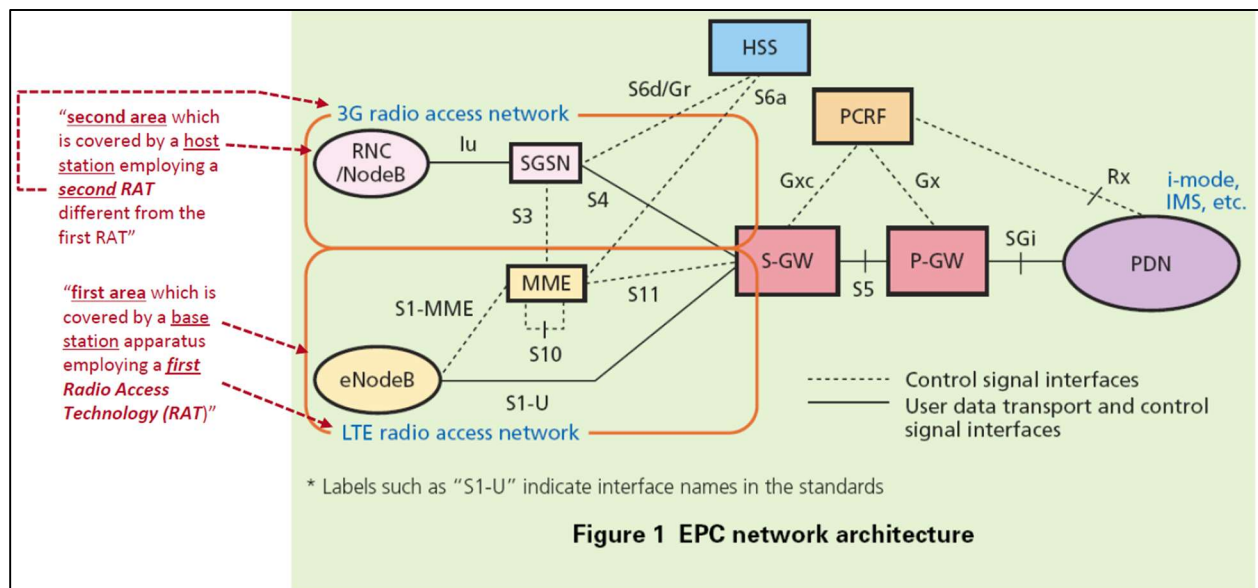 HSS
S6d/Gr
S6a
3G radio access network
PCRF
“second area which
is covered by a host
station employing a
second RAT
different from the
first RAT”
RNC
/NodeB
Iu
SGSN
Gxc
Gx
Rx
i-mode,
IMS, etc.
S3
S4
S-GW
S5
P-GW
SGi
PDN
“first area which is
covered by a base
station apparatus
employing a first
Radio Access
Technology (RAT)”
MME
S11
S1-MME
S10
eNodeB
S1-U
LTE radio access network
Control signal interfaces
User data transport and control
signal interfaces
* Labels such as “S1-U” indicate interface names in the standards
Figure 1 EPC network architecture